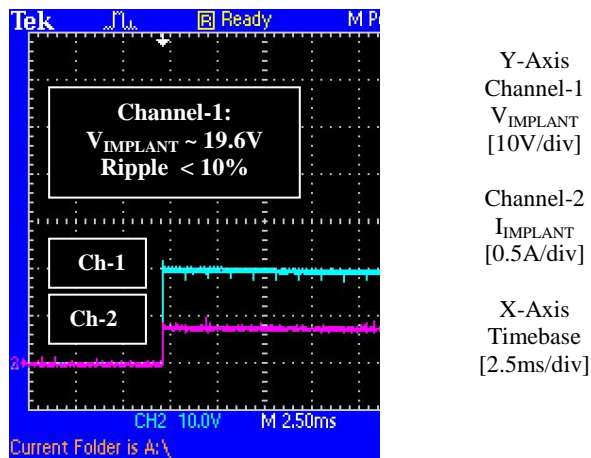 Tek R Ready M P
Channel-1:
VIMPLANT ~ 19.6V
Ripple < 10%
Ch-1
Ch-2
2
CH2 10.0V M 2.50ms
Current Folder is A:\
Y-Axis
Channel-1
VIMPLANT
[10V/div]
Channel-2
IIMPLANT
[0.5A/div]
X-Axis
Timebase
[2.5ms/div]